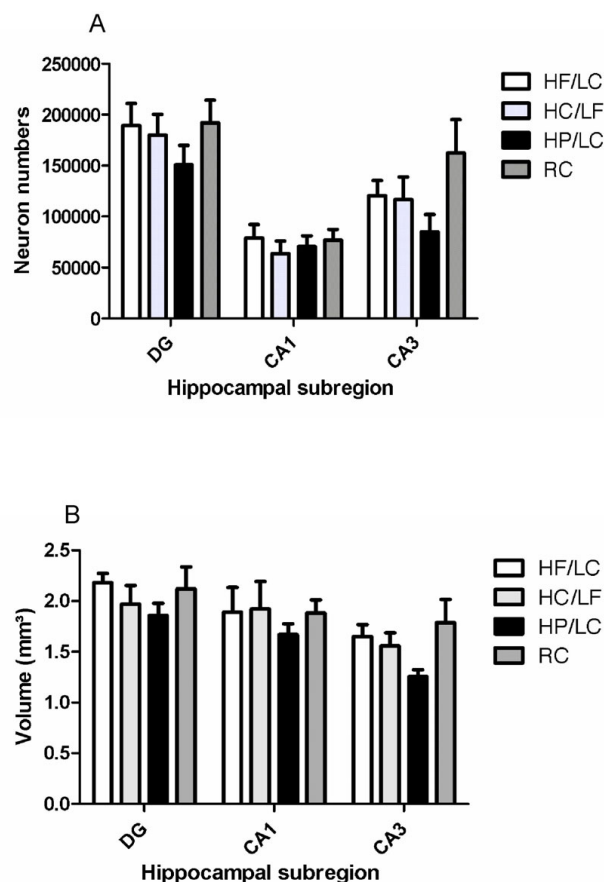 A
250000
200000
150000
100000
50000
0
Neuron numbers
DG
CA1
CA3
Hippocampal subregion
HF/LC
HC/LF
HP/LC
RC
B
2.5
2.0
1.5
1.0
0.5
0.0
Volume (mm³)
DG
CA1
CA3
Hippocampal subregion
HF/LC
HC/LF
HP/LC
RC